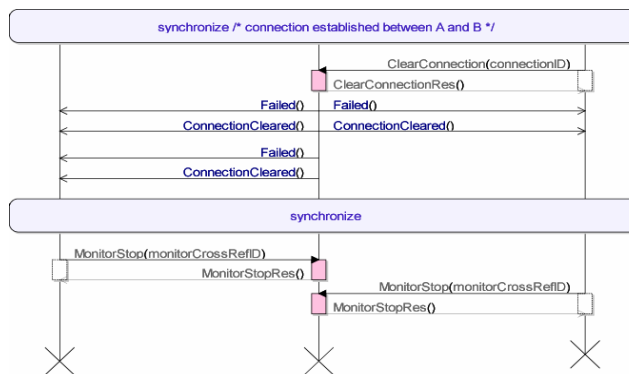 synchronize /* connection established between A and B */
ClearConnection(connectionID)
ClearConnectionRes()
Failed() Failed()
ConnectionCleared() ConnectionCleared()
Failed()
ConnectionCleared()
synchronize
MonitorStop(monitorCrossRefID)
MonitorStopRes()
MonitorStop(monitorCrossRefID)
MonitorStopRes()